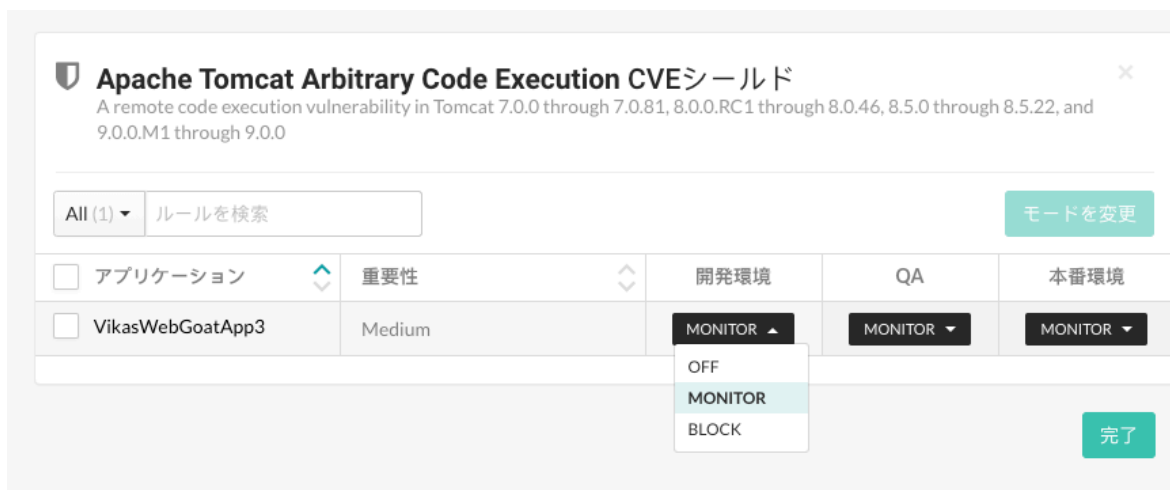 Apache Tomcat Arbitrary Code Execution CVEシールド
A remote code execution vulnerability in Tomcat 7.0.0 through 7.0.81, 8.0.0.RC1 through 8.0.46, 8.5.0 through 8.5.22, and
9.0.0.M1 through 9.0.0
All (1) ルールを検索 モードを変更
アプリケーション 重要性 開発環境 QA 本番環境
VikasWebGoatApp3 Medium MONITOR MONITOR MONITOR
OFF
MONITOR
BLOCK
完了